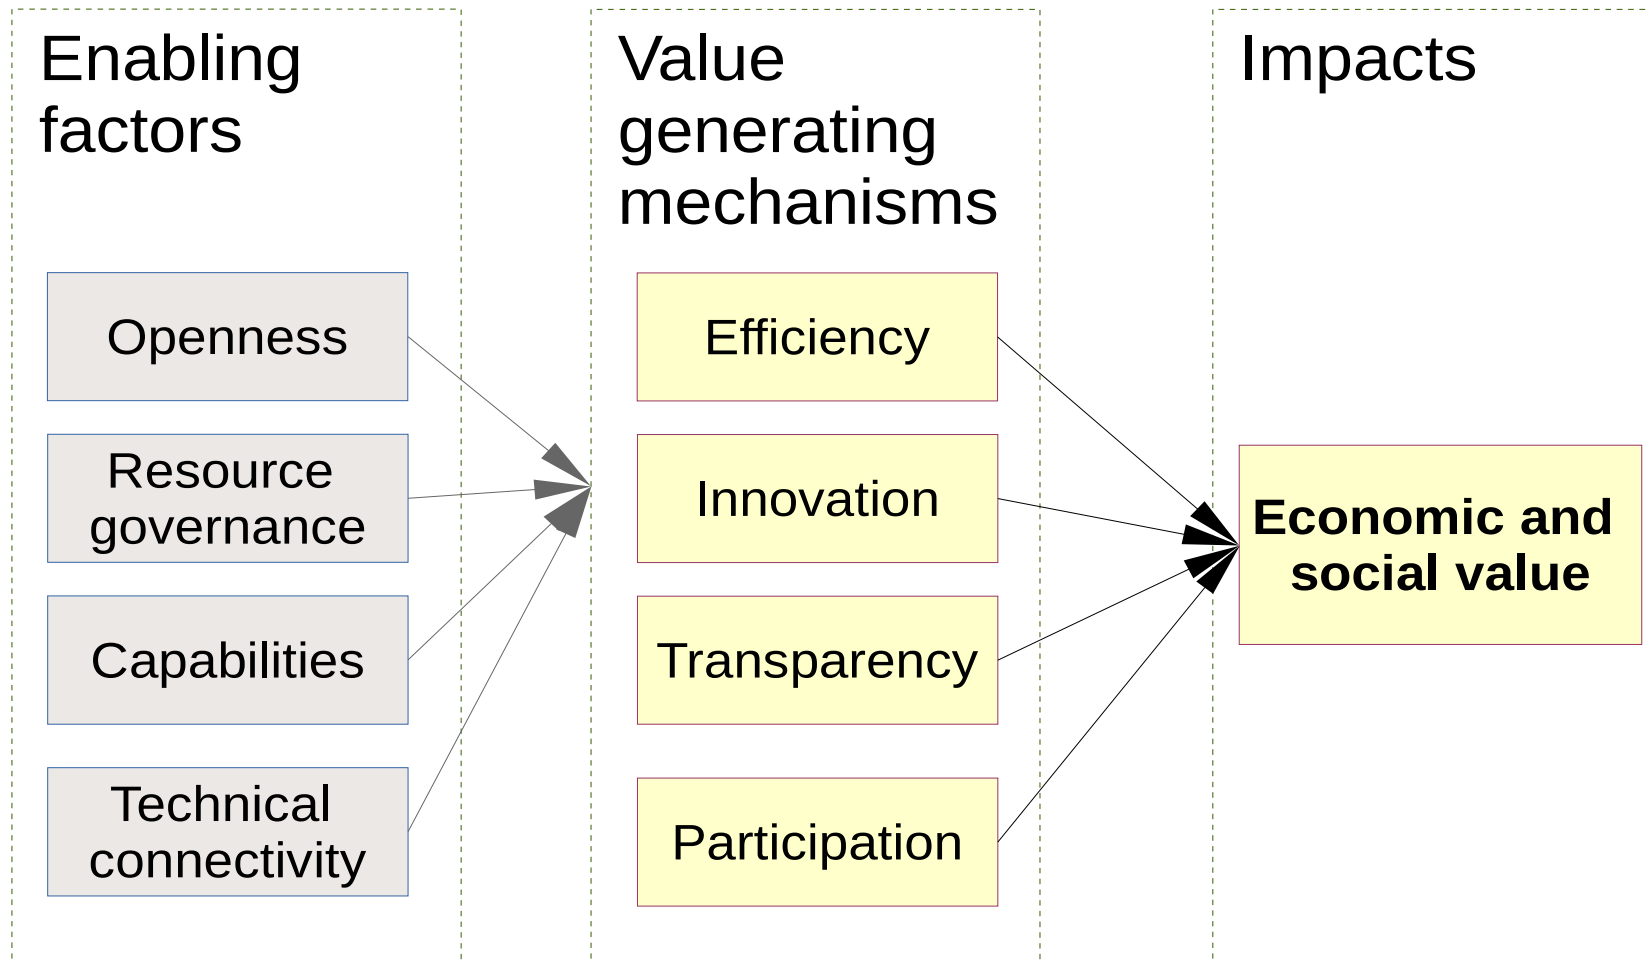 Enabling
factors
Openness
Resource
governance
Capabilities
Technical
connectivity
Value
generating
mechanisms
Efficiency
Innovation
Transparency
Participation
Impacts
Economic and
social value